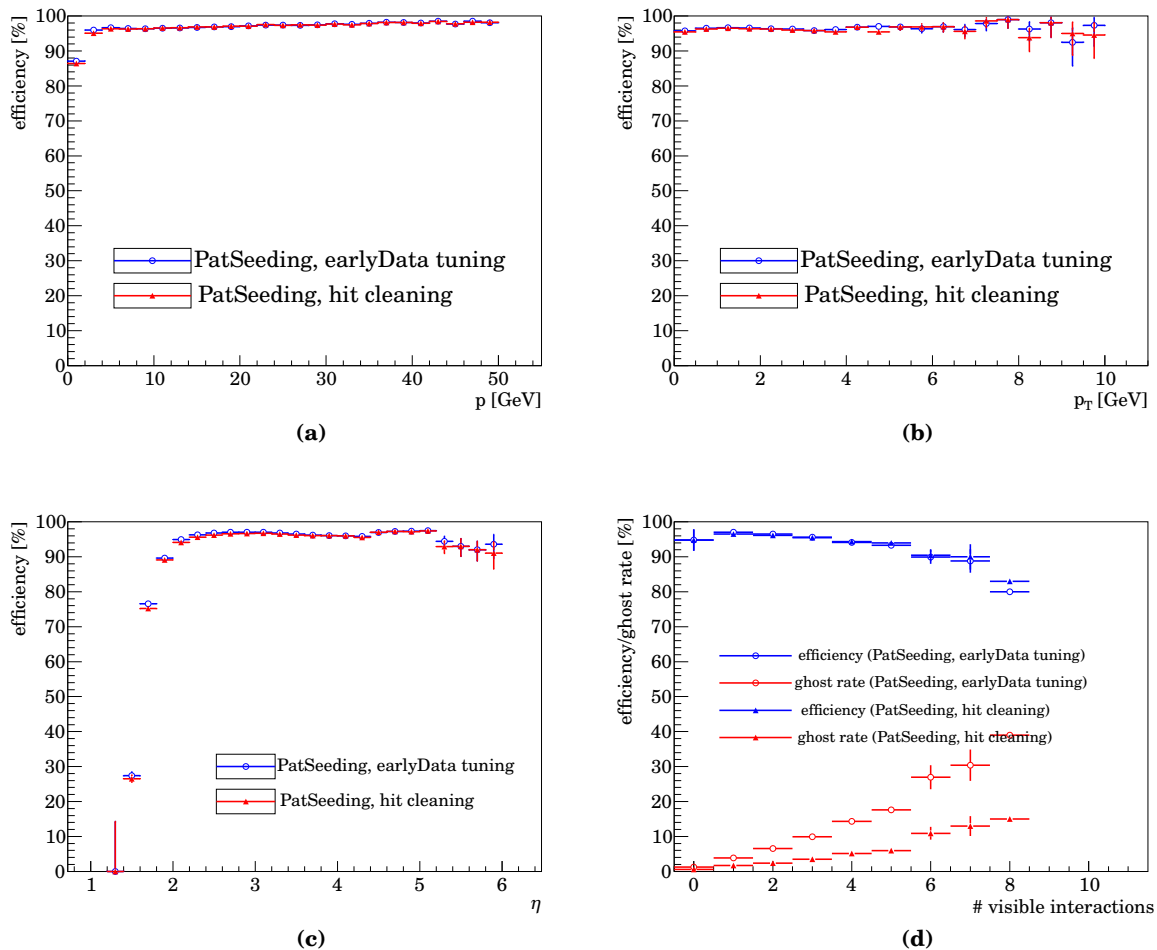 efficiency [%]
100
90
80
70
60
50
40
30
20
10
0
PatSeeding, earlyData tuning
PatSeeding, hit cleaning
0 10 20 30 40 50
p [GeV]
(a)
efficiency [%]
100
90
80
70
60
50
40
30
20
10
0
PatSeeding, earlyData tuning
PatSeeding, hit cleaning
0 2 4 6 8 10
p_T [GeV]
(b)
efficiency [%]
100
90
80
70
60
50
40
30
20
10
0
PatSeeding, earlyData tuning
PatSeeding, hit cleaning
1 2 3 4 5 6
η
(c)
efficiency/ghost rate [%]
100
90
80
70
60
50
40
30
20
10
0
efficiency (PatSeeding, earlyData tuning)
ghost rate (PatSeeding, earlyData tuning)
efficiency (PatSeeding, hit cleaning)
ghost rate (PatSeeding, hit cleaning)
0 2 4 6 8 10
# visible interactions
(d)